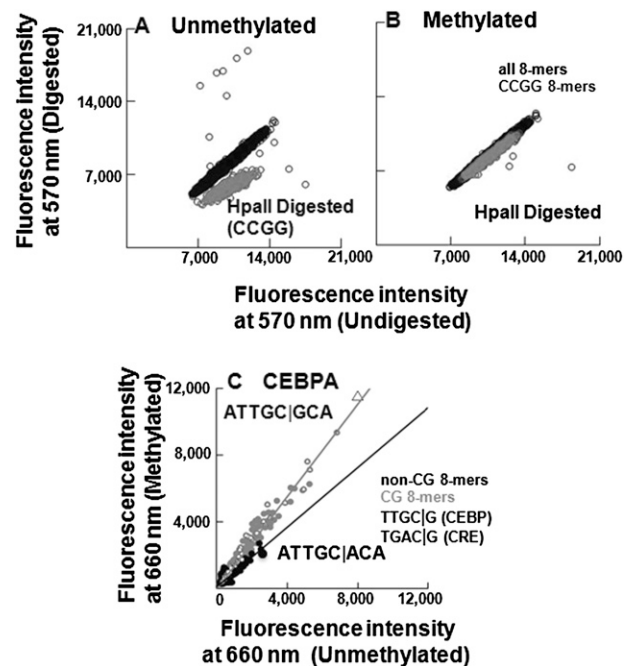 A Unmethylated
B Methylated
21,000
14,000
7,000
Fluorescence intensity
at 570 nm (Digested)
HpaII Digested
(CCGG)
7,000 14,000 21,000
all 8-mers
CCGG 8-mers
HpaII Digested
7,000 14,000 21,000
Fluorescence intensity
at 570 nm (Undigested)
C CEBPA
12,000
8,000
4,000
Fluorescence intensity
at 660 nm (Methylated)
ATTGC|GCA
non-CG 8-mers
CG 8-mers
TTGC|G (CEBP)
TGAC|G (CRE)
ATTGC|ACA
0 4,000 8,000 12,000
Fluorescence intensity
at 660 nm (Unmethylated)